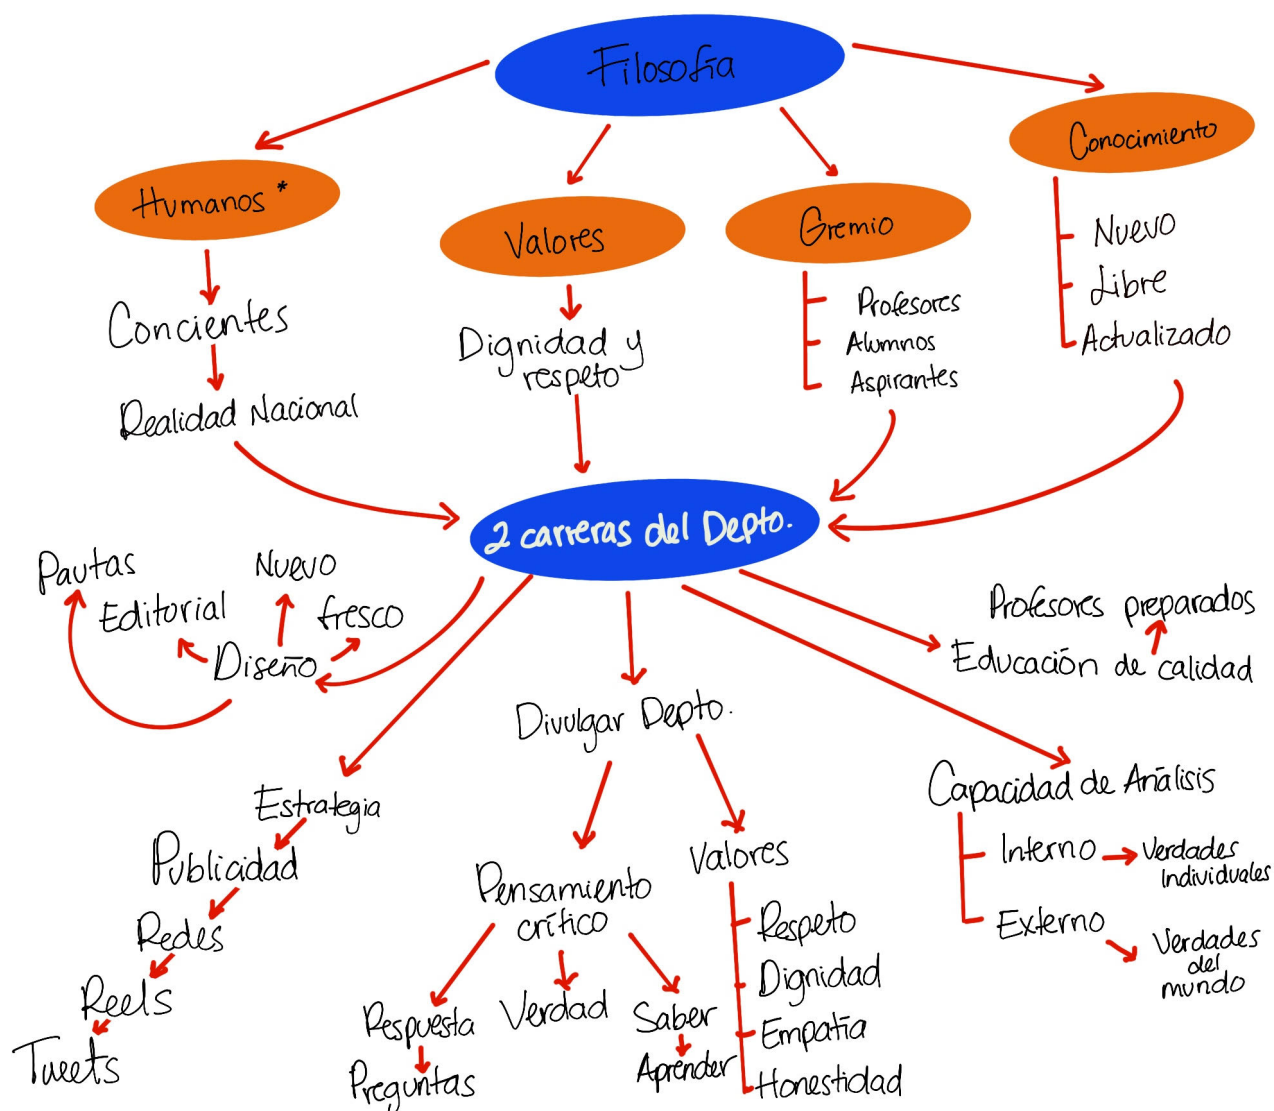 Filosofía
Humanos *
Concientes
Realidad Nacional
Valores
Dignidad y
respeto
Gremio
Profesores
Alumnos
Aspirantes
Conocimiento
Nuevo
Libre
Actualizado
2 carreras del Depto.
Pautas
Editorial
Nuevo
fresco
Diseño
Estrategia
Publicidad
Redes
Reels
Tweets
Divulgar Depto.
Pensamiento
crítico
Respuesta
Preguntas
Verdad
Saber
Aprender
Valores
Respeto
Dignidad
Empatía
Honestidad
Profesores preparados
Educación de calidad
Capacidad de Análisis
Interno
Verdades
Individuales
Externo
Verdades
del
mundo